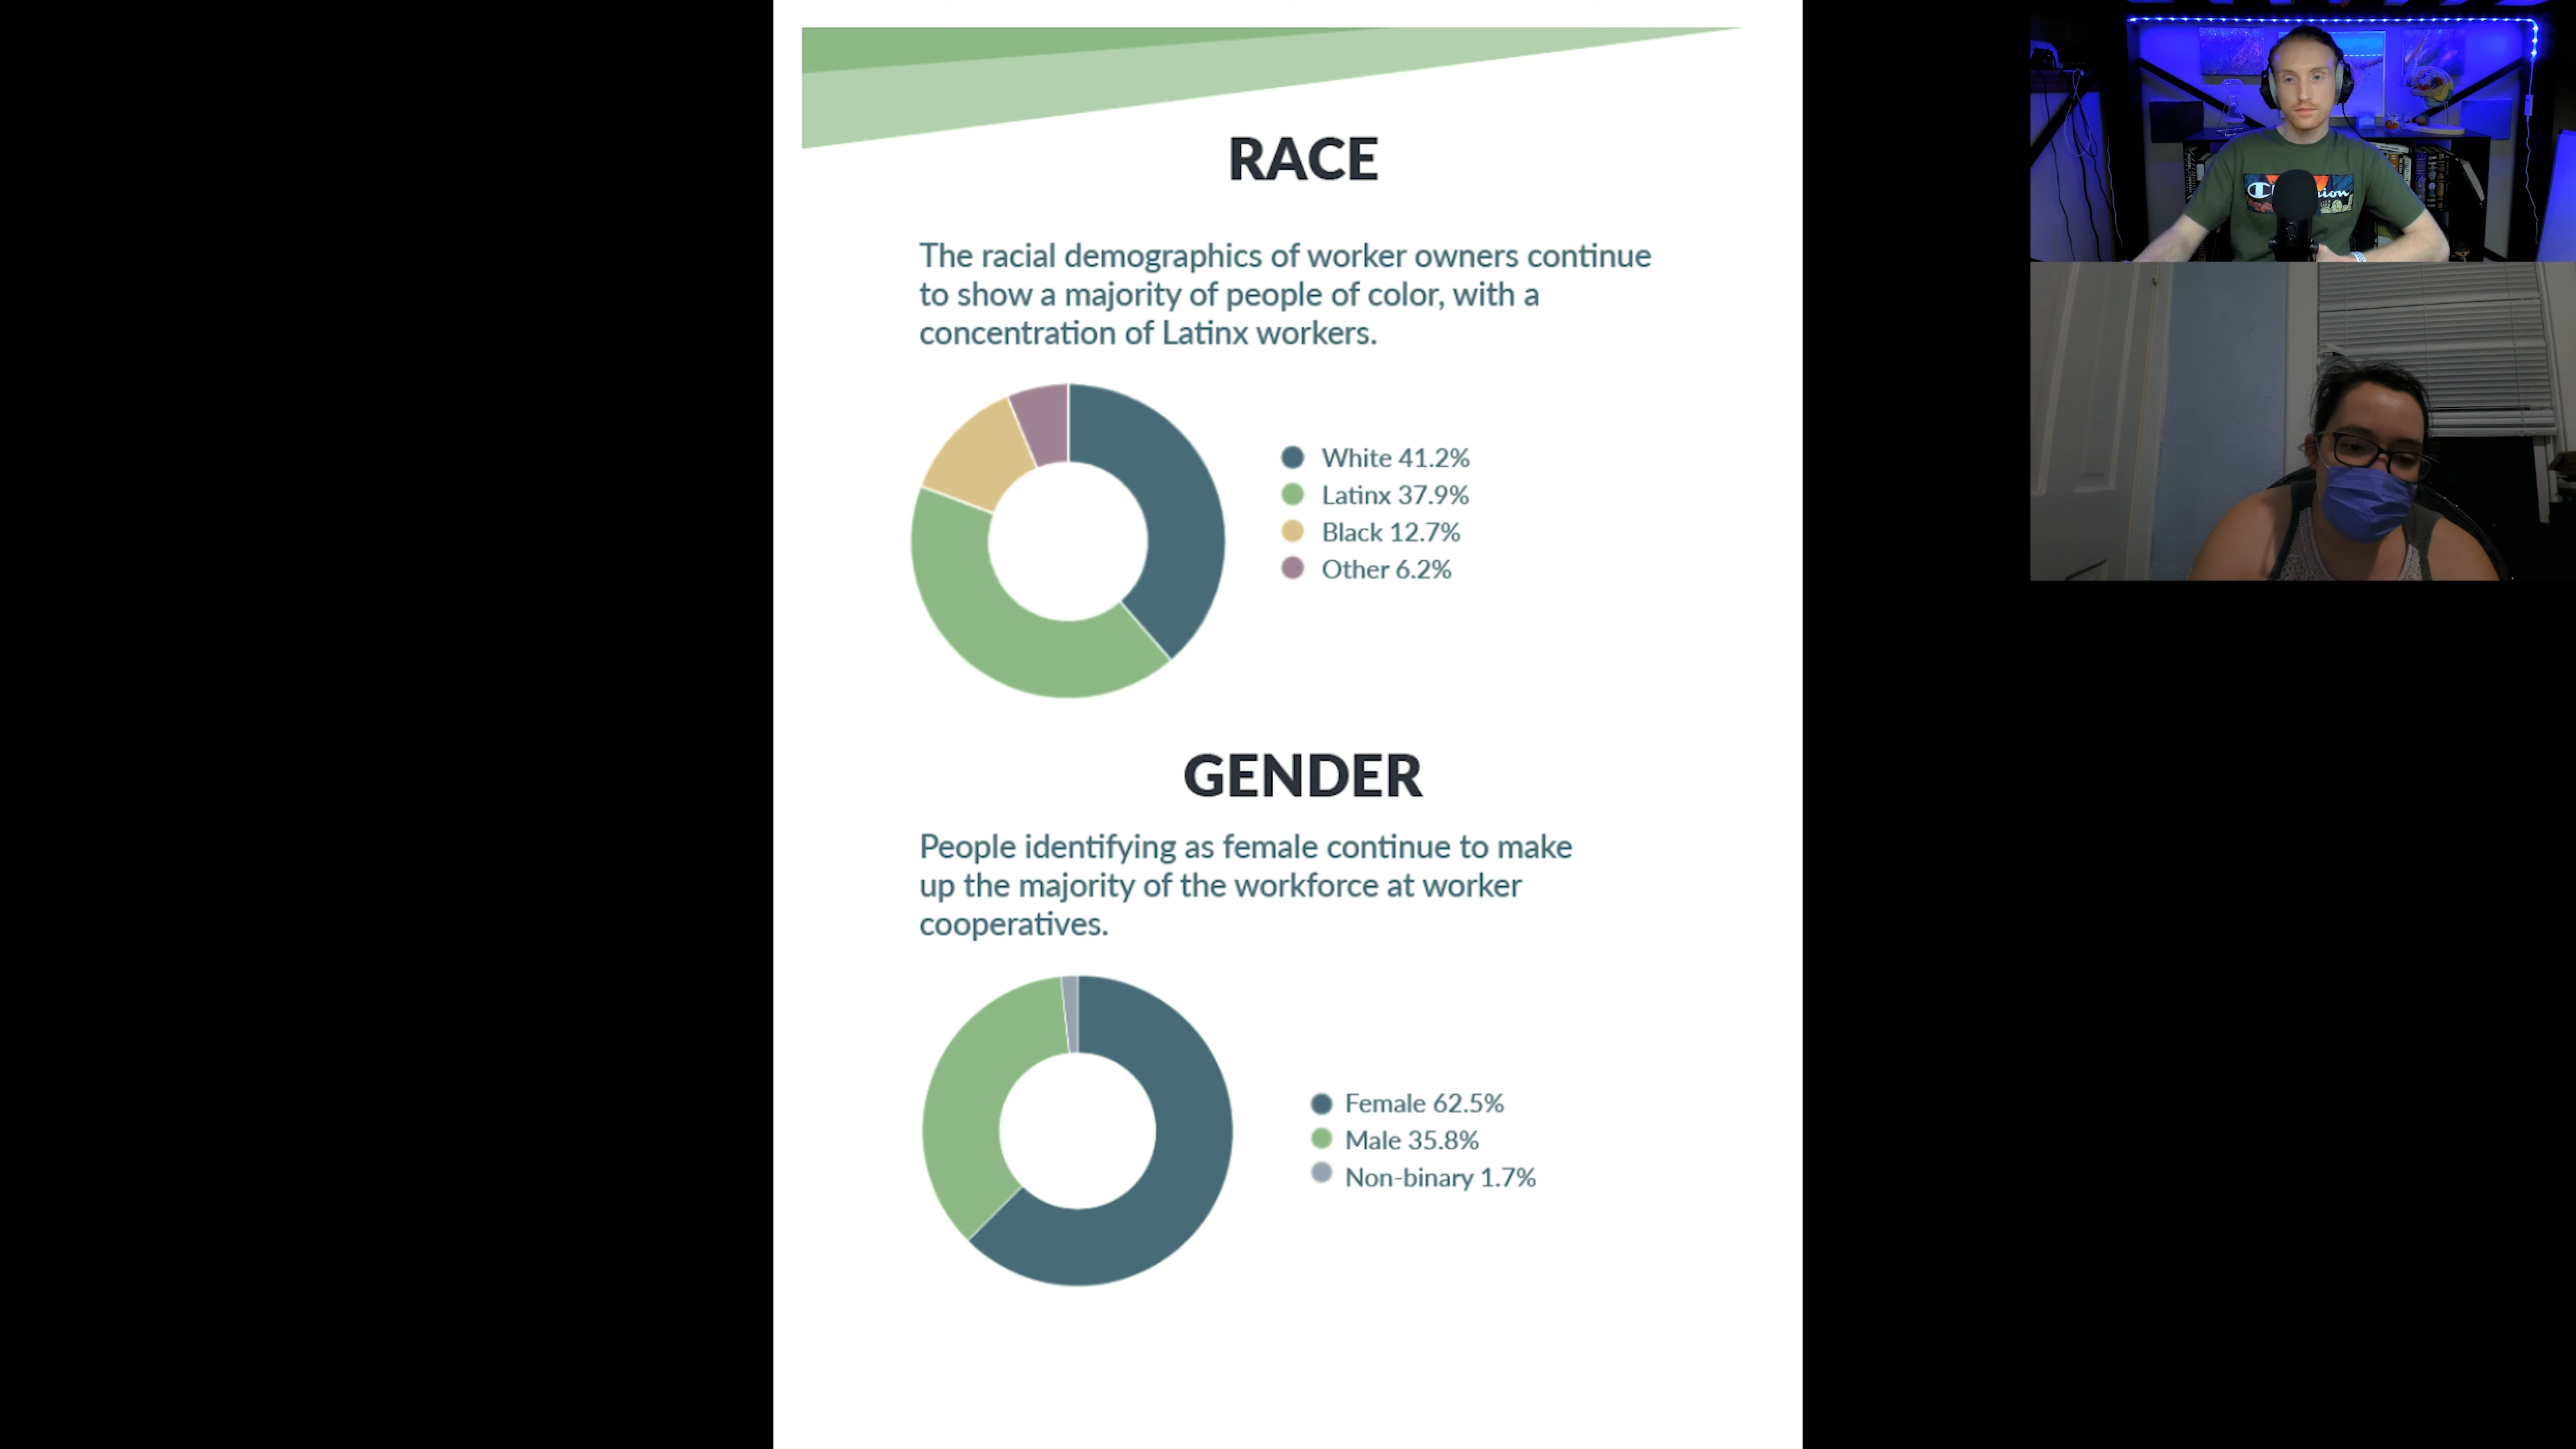 RACE
The racial demographics of worker owners continue
to show a majority of people of color, with a
concentration of Latinx workers.
White 41.2%
Latinx 37.9%
Black 12.7%
Other 6.2%
GENDER
People identifying as female continue to make
up the majority of the workforce at worker
cooperatives.
Female 62.5%
Male 35.8%
Non-binary 1.7%